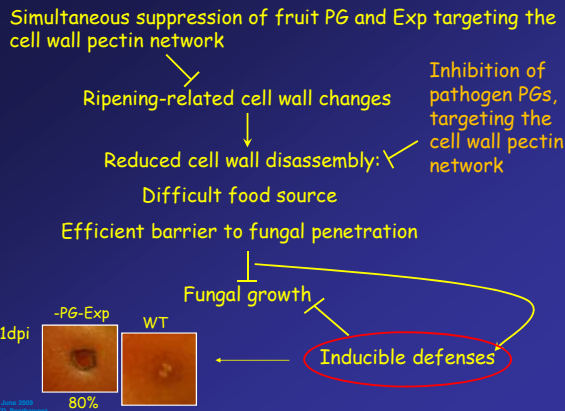 Simultaneous suppression of fruit PG and Exp targeting the
cell wall pectin network
Inhibition of
pathogen PGs,
targeting the
cell wall pectin
network
Ripening-related cell wall changes
Reduced cell wall disassembly:
Difficult food source
Efficient barrier to fungal penetration
Fungal growth
Inducible defenses
-PG-Exp
WT
1dpi
80%
June 2008